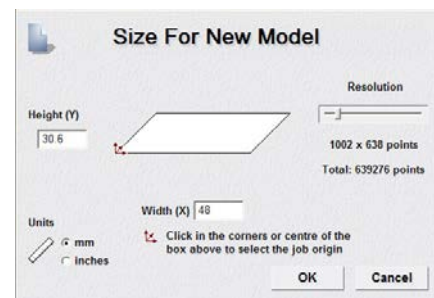 Size For New Model
Resolution
Height (Y)
30.6
1002 x 638 points
Total: 639276 points
Width (X) 48
Units
mm
inches
Click in the corners or centre of the
box above to select the job origin
OK
Cancel